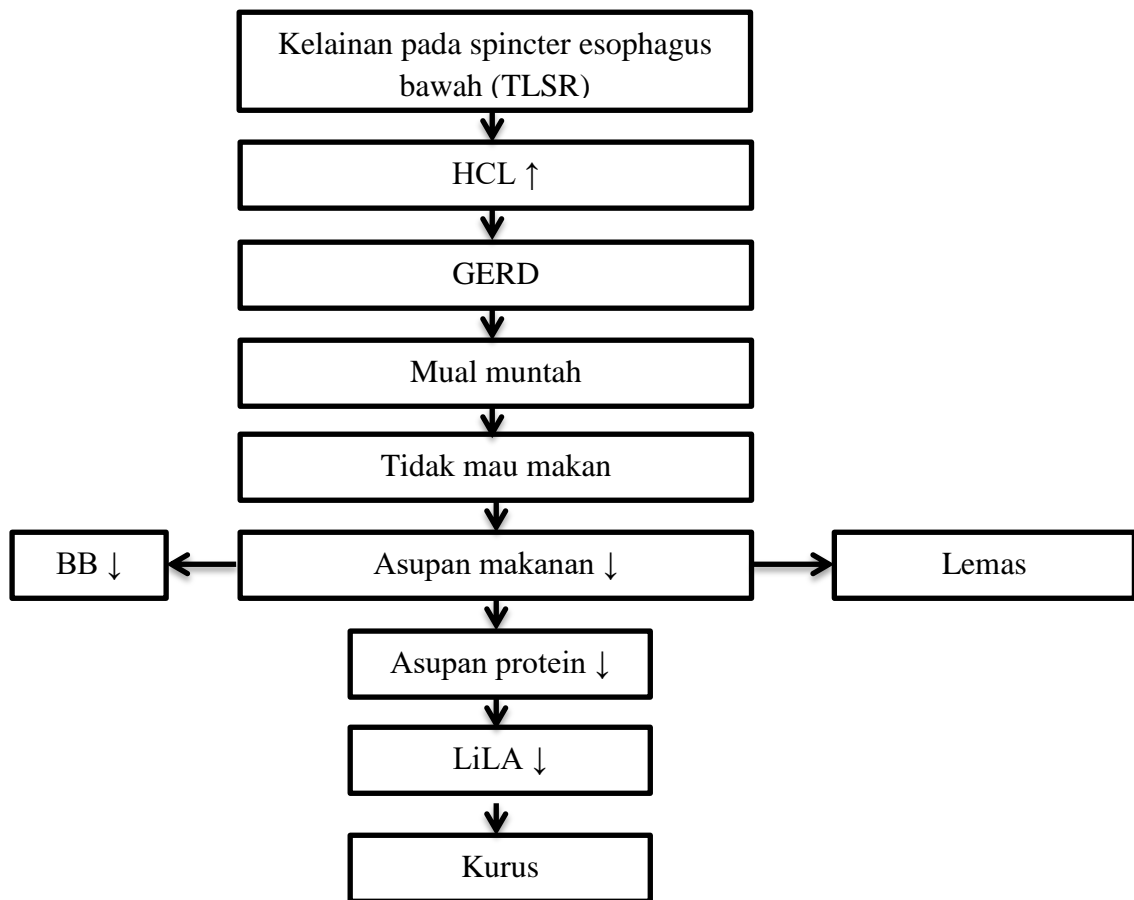 Kelainan pada spincter esophagus
bawah (TLSR)
HCL ↑
GERD
Mual muntah
Tidak mau makan
BB ↓
Asupan makanan ↓
Lemas
Asupan protein ↓
LiLA ↓
Kurus